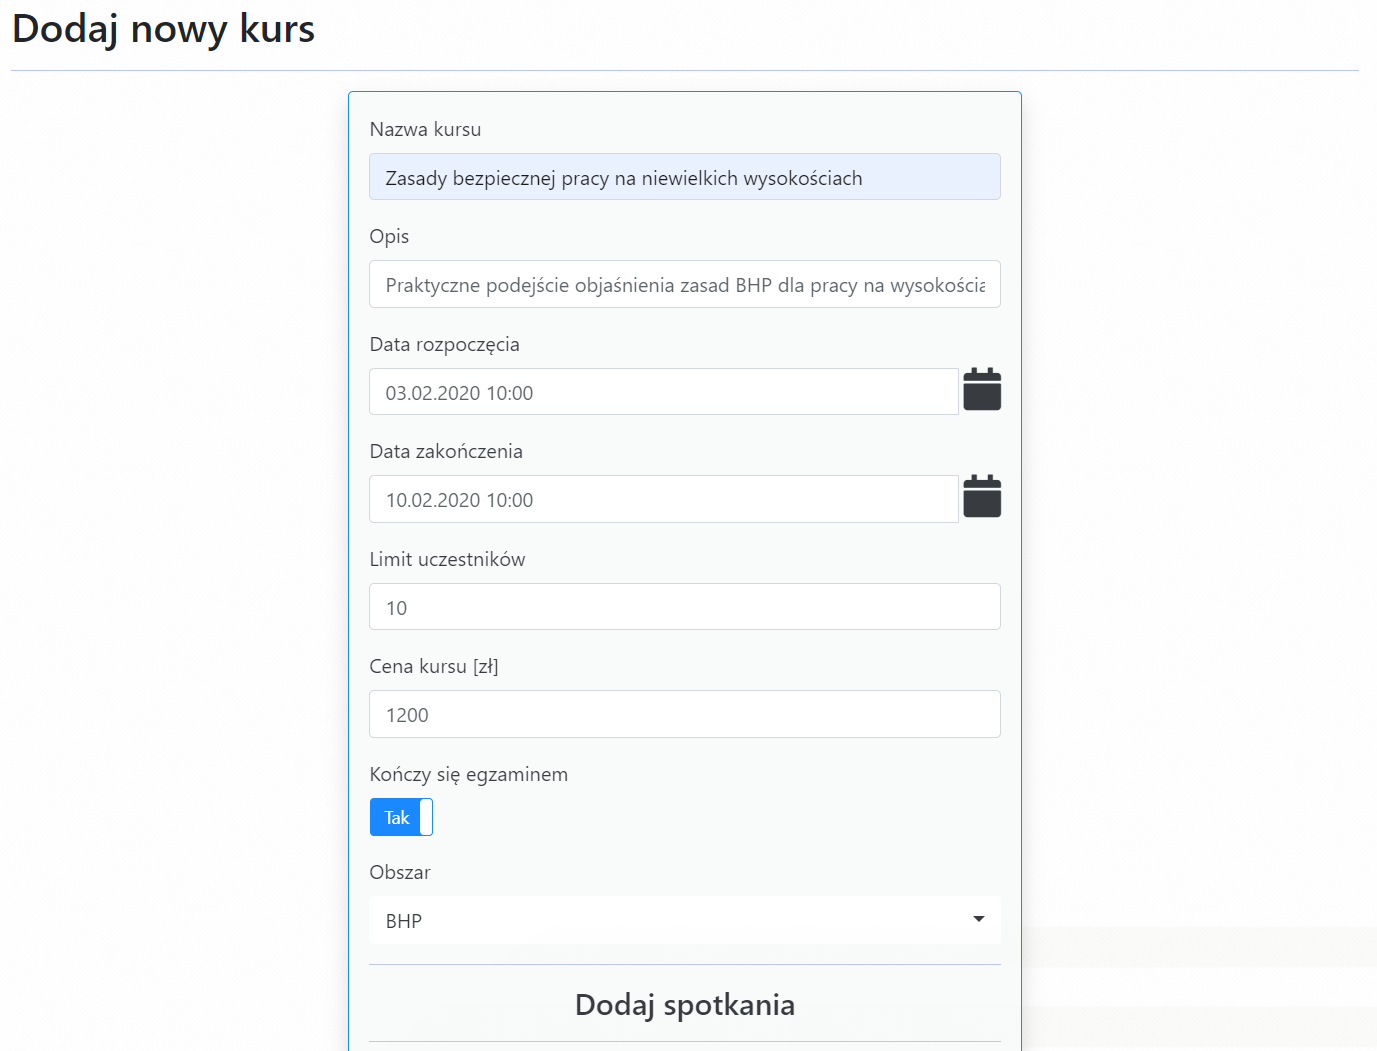 Dodaj nowy kurs
Nazwa kursu
Zasady bezpiecznej pracy na niewielkich wysokościach
Opis
Praktyczne podejście objaśnienia zasad BHP dla pracy na wysokościa
Data rozpoczęcia
03.02.2020 10:00
Data zakończenia
10.02.2020 10:00
Limit uczestników
10
Cena kursu [zł]
1200
Kończy się egzaminem
Tak
Obszar
BHP
Dodaj spotkania